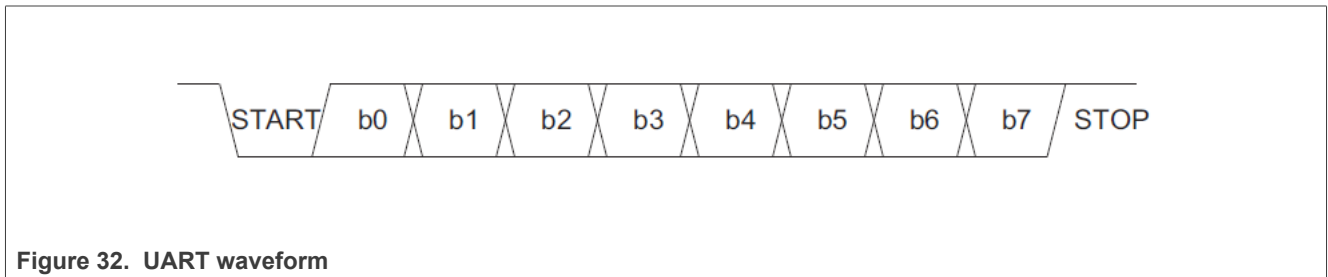 START b0 b1 b2 b3 b4 b5 b6 b7 STOP
Figure 32. UART waveform